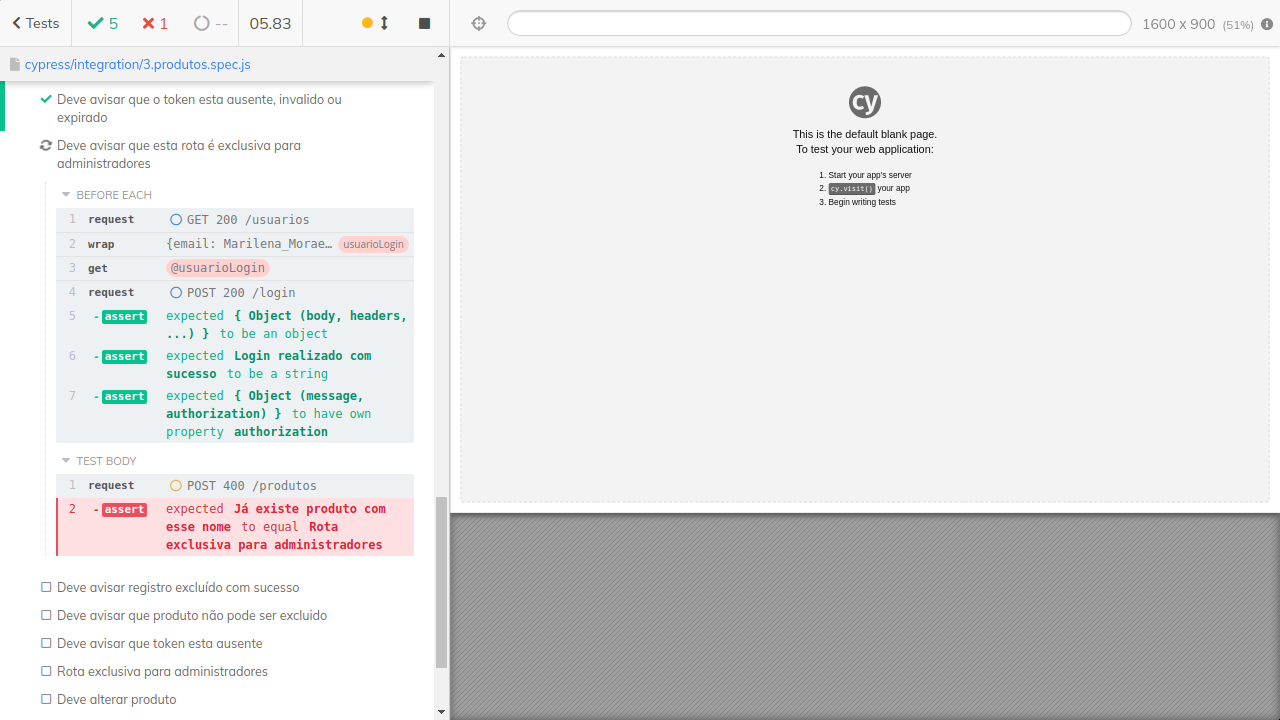 Tests
5
1
--
05.83
1600 x 900 (51%)
cypress/integration/3.produtos.spec.js
Deve avisar que o token esta ausente, invalido ou
expirado
Deve avisar que esta rota é exclusiva para
administradores
BEFORE EACH
1 request GET 200 /usuarios
2 wrap {email: Marilena_Morae… usuarioLogin
3 get @usuarioLogin
4 request POST 200 /login
5 -assert expected { Object (body, headers,
...) } to be an object
6 -assert expected Login realizado com
sucesso to be a string
7 -assert expected { Object (message,
authorization) } to have own
property authorization
TEST BODY
1 request POST 400 /produtos
2 -assert expected Já existe produto com
esse nome to equal Rota
exclusiva para administradores
Deve avisar registro excluído com sucesso
Deve avisar que produto não pode ser excluido
Deve avisar que token esta ausente
Rota exclusiva para administradores
Deve alterar produto
cy
This is the default blank page.
To test your web application:
1. Start your app's server
2. cy.visit() your app
3. Begin writing tests